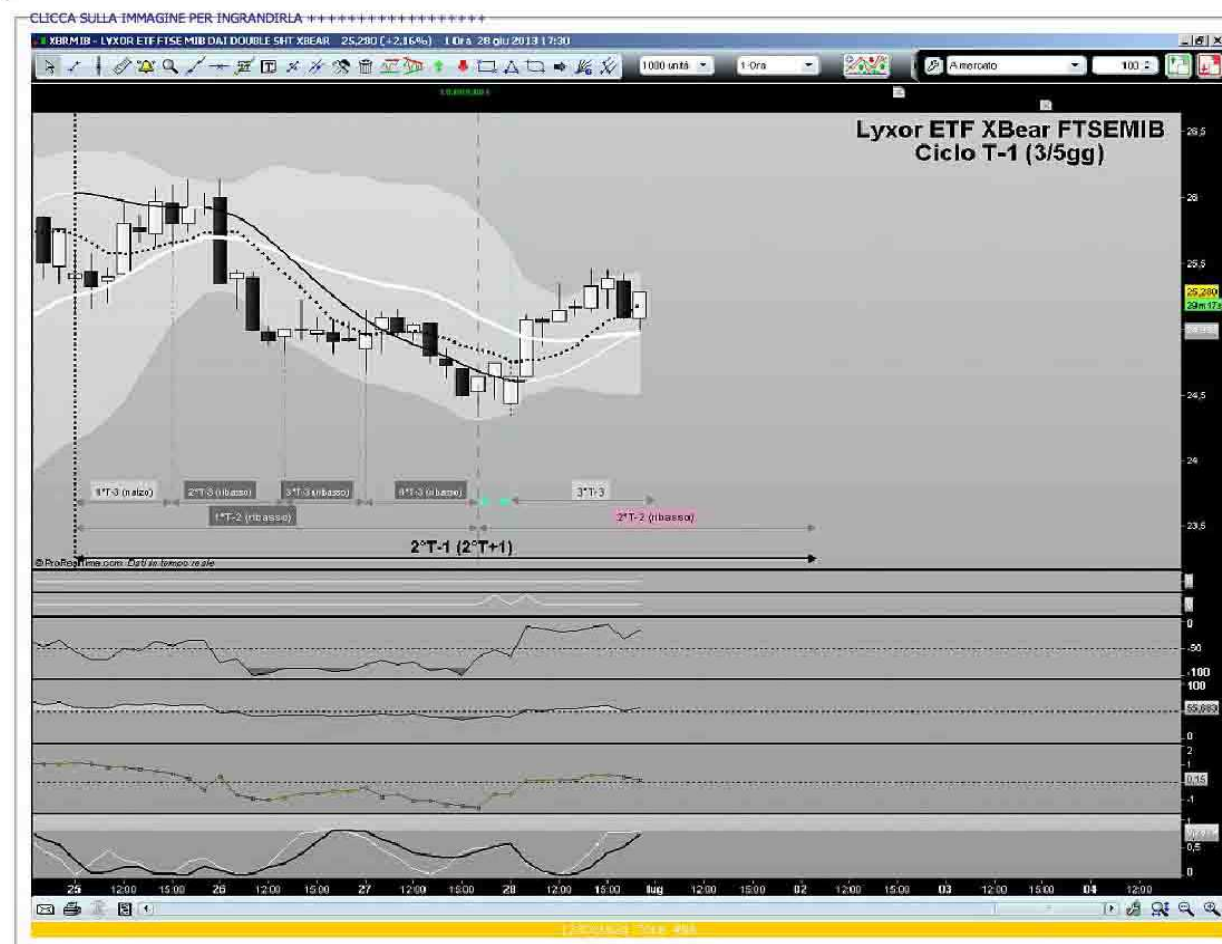 CLICCA SULLA IMMAGINE PER INGRANDIRLA ++++++++++++++++++
XBRMIB - LYXOR ETF FTSE MIB DAI DOUBLE SHT XBEAR 25,280 (+2,16%) 1 Ora 28 giu 2013 17:30
1000 unità
1 Ora
A mercato
100
Lyxor ETF XBear FTSEMIB
Ciclo T-1 (3/5gg)
26,5
26
25,5
25,280
29m17s
24,5
24
23,5
1°T-3 (rialzo)
2°T-3 (ribasso)
3°T-3 (ribasso)
3°T-3
1°T-2 (ribasso)
2°T-2 (ribasso)
2°T-1 (2°T+1)
© ProRealTime.com Dati in tempo reale
0
-50
-100
100
55,683
0
2
1
0,15
-1
1
0,5
0
25 12:00 15:00 26 12:00 15:00 27 12:00 15:00 28 12:00 15:00 lug 12:00 15:00 02 12:00 15:00 03 12:00 15:00 04 12:00